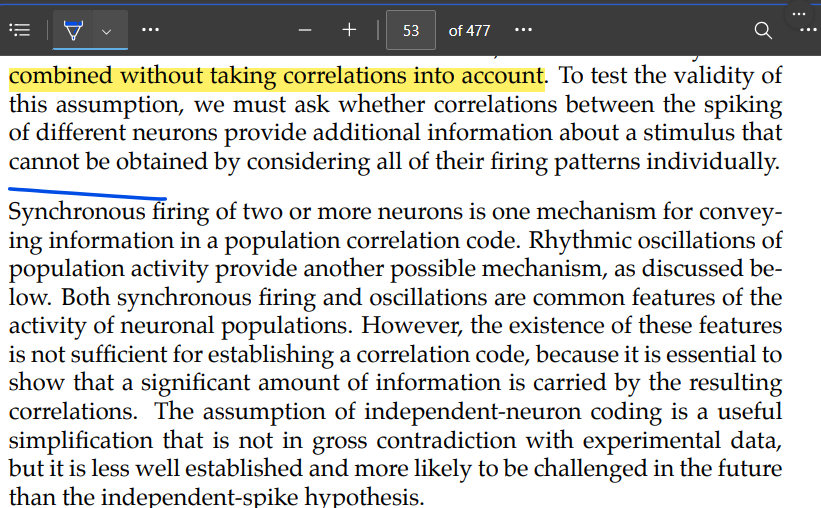 53 of 477
combined without taking correlations into account. To test the validity of
this assumption, we must ask whether correlations between the spiking
of different neurons provide additional information about a stimulus that
cannot be obtained by considering all of their firing patterns individually.
Synchronous firing of two or more neurons is one mechanism for convey-
ing information in a population correlation code. Rhythmic oscillations of
population activity provide another possible mechanism, as discussed be-
low. Both synchronous firing and oscillations are common features of the
activity of neuronal populations. However, the existence of these features
is not sufficient for establishing a correlation code, because it is essential to
show that a significant amount of information is carried by the resulting
correlations. The assumption of independent-neuron coding is a useful
simplification that is not in gross contradiction with experimental data,
but it is less well established and more likely to be challenged in the future
than the independent-spike hypothesis.